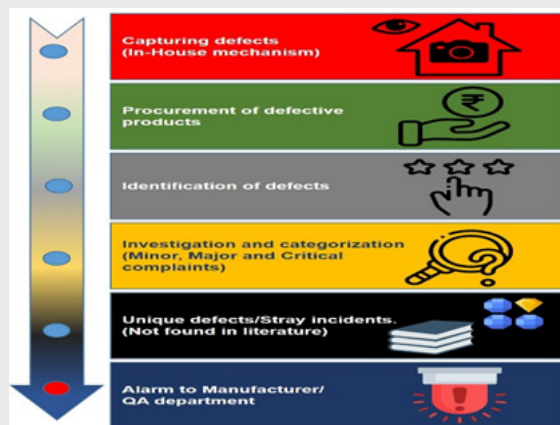 Capturing defects
(In-House mechanism)
₹
Procurement of defective
products
Identification of defects
Investigation and categorization
(Minor, Major and Critical
complaints)
Unique defects/Stray incidents.
(Not found in literature)
Alarm to Manufacturer/
QA department